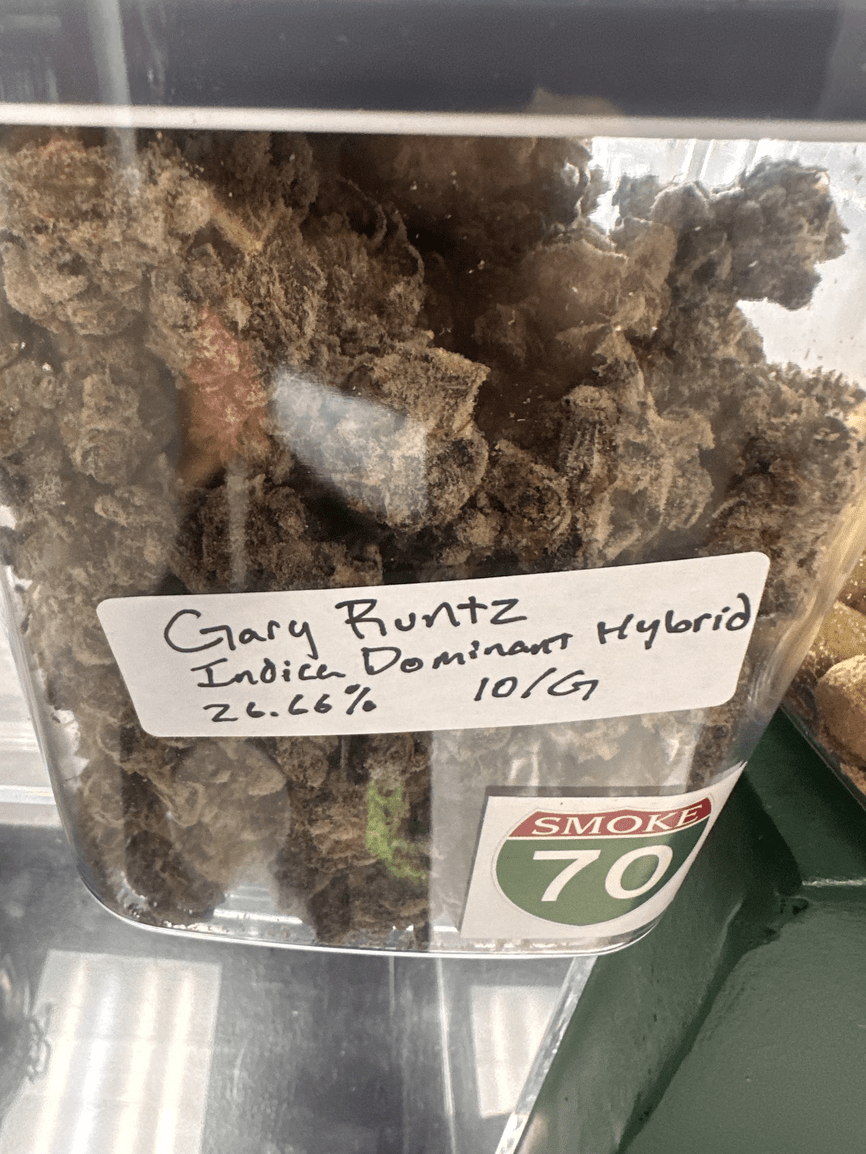 Gary Runtz
Indica Dominant Hybrid
26.66% 10/G
SMOKE
70